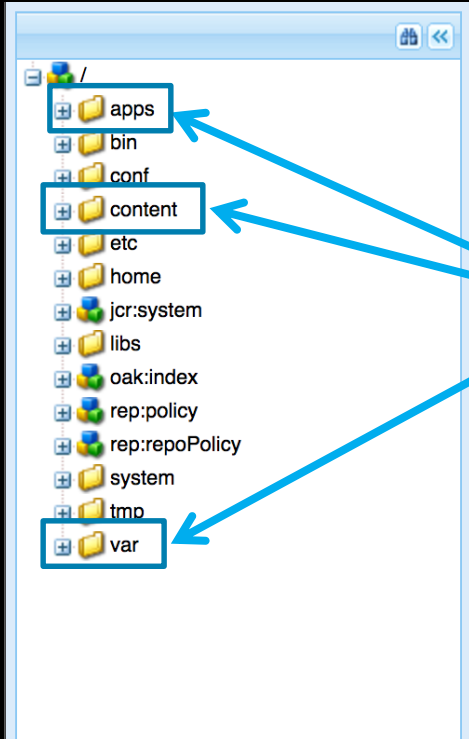 /
apps
bin
conf
content
etc
home
jcr:system
libs
oak:index
rep:policy
rep:repoPolicy
system
tmp
var